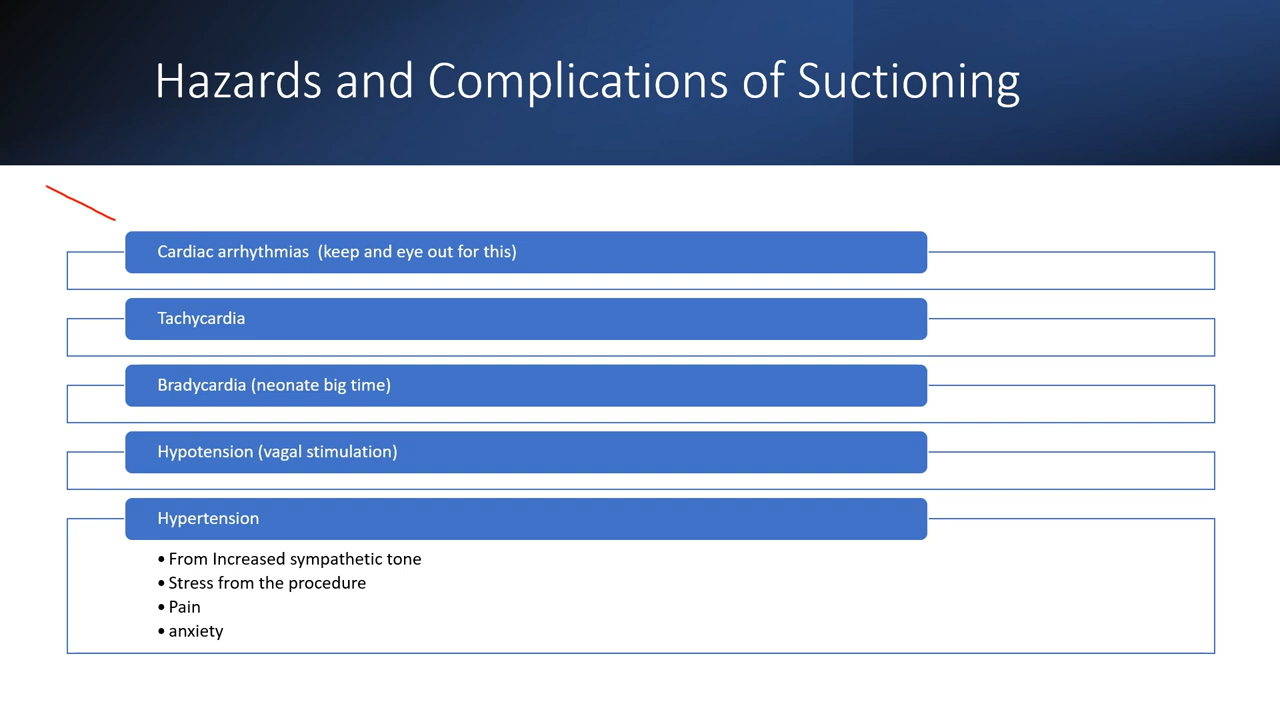 Hazards and Complications of Suctioning
Cardiac arrhythmias  (keep and eye out for this)
Tachycardia
Bradycardia (neonate big time)
Hypotension (vagal stimulation)
Hypertension
• From Increased sympathetic tone
• Stress from the procedure
• Pain
• anxiety